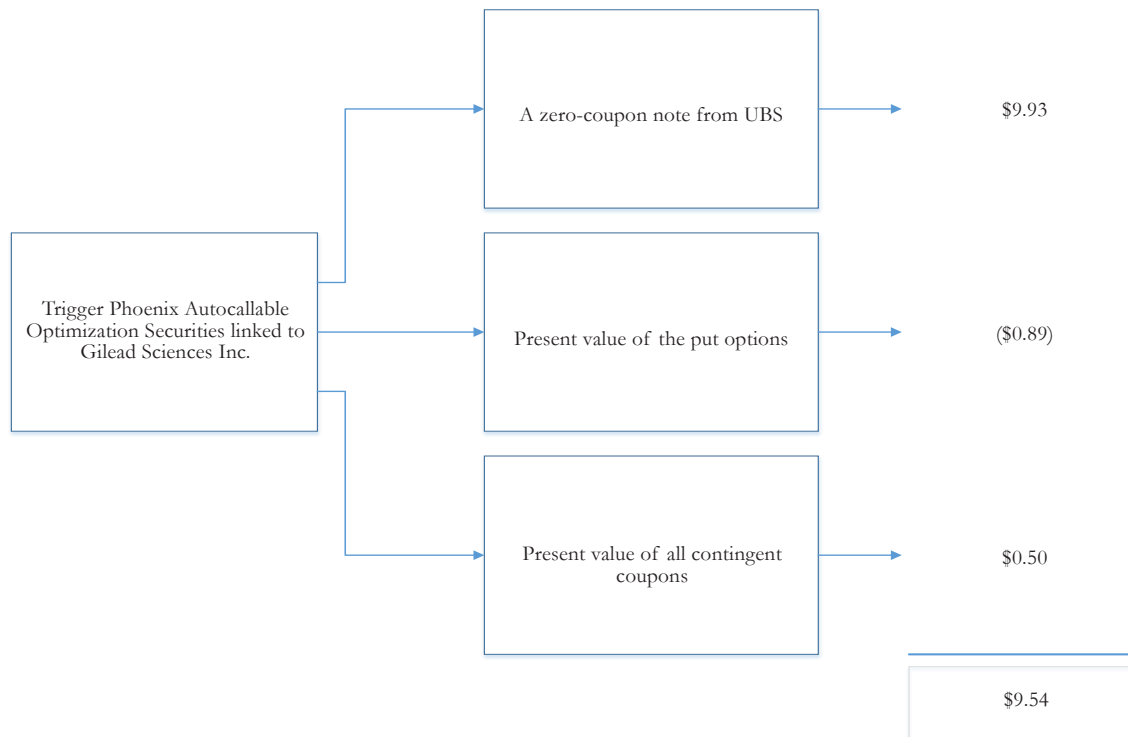 A zero-coupon note from UBS
$9.93
Trigger Phoenix Autocallable
Optimization Securities linked to
Gilead Sciences Inc.
Present value of the put options
($0.89)
Present value of all contingent
coupons
$0.50
$9.54